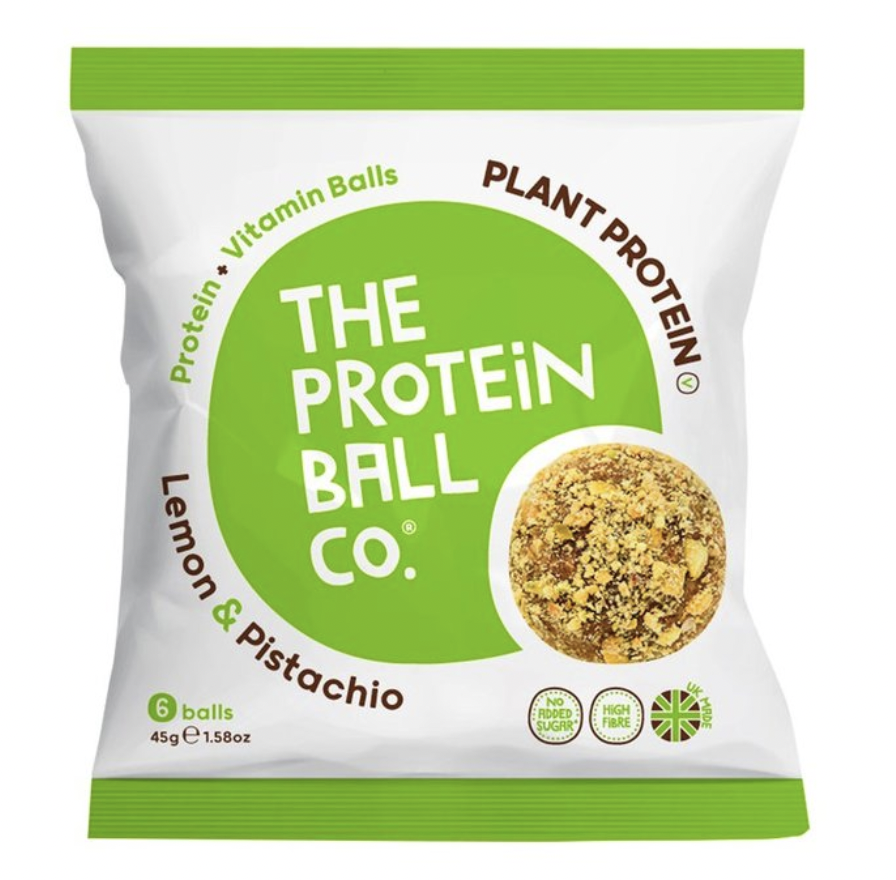 Protein + Vitamin Balls
PLANT PROTEIN
V
THE
PROTEiN
BALL
CO.®
Lemon & Pistachio
6 balls
45g ℮ 1.58oz
NO
ADDED
SUGAR*
HIGH
FiBRE
UK MADE